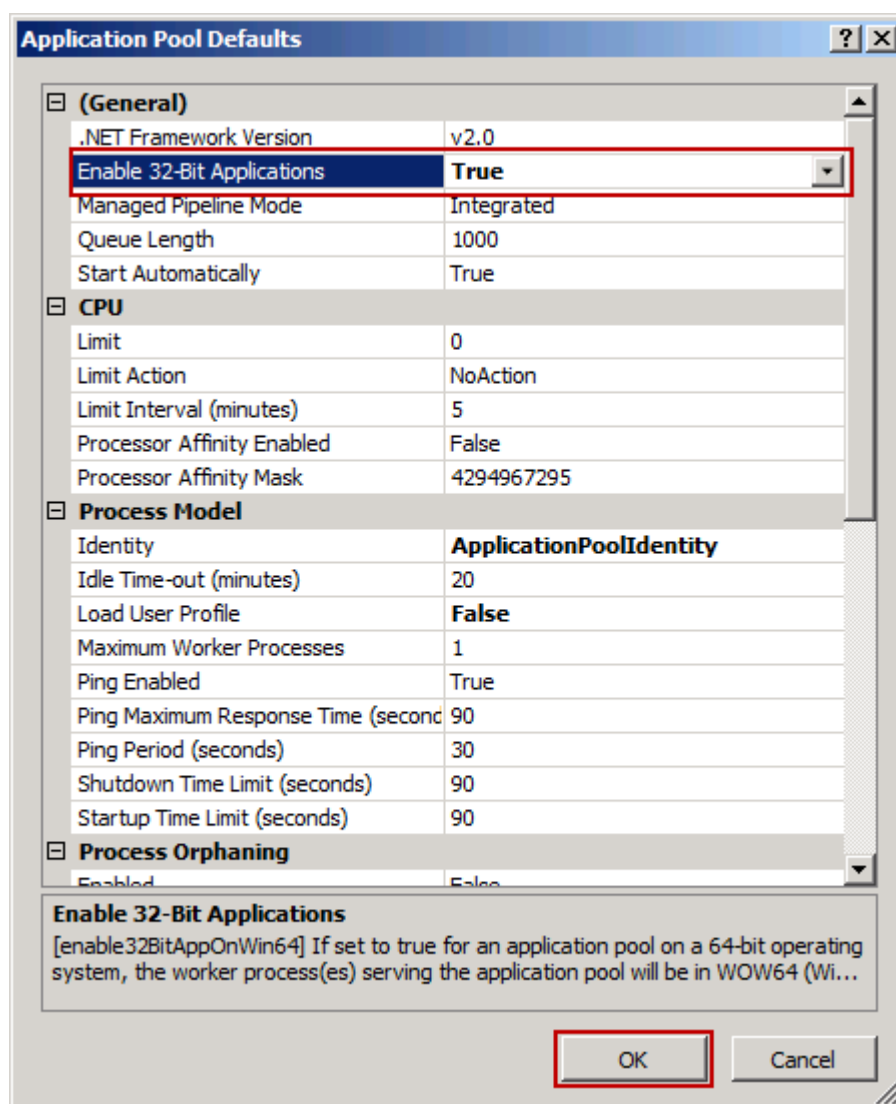 Application Pool Defaults
(General)
.NET Framework Version v2.0
Enable 32-Bit Applications True
Managed Pipeline Mode Integrated
Queue Length 1000
Start Automatically True
CPU
Limit 0
Limit Action NoAction
Limit Interval (minutes) 5
Processor Affinity Enabled False
Processor Affinity Mask 4294967295
Process Model
Identity ApplicationPoolIdentity
Idle Time-out (minutes) 20
Load User Profile False
Maximum Worker Processes 1
Ping Enabled True
Ping Maximum Response Time (second 90
Ping Period (seconds) 30
Shutdown Time Limit (seconds) 90
Startup Time Limit (seconds) 90
Process Orphaning
Enabled False
Enable 32-Bit Applications
[enable32BitAppOnWin64] If set to true for an application pool on a 64-bit operating
system, the worker process(es) serving the application pool will be in WOW64 (Wi...
OK Cancel